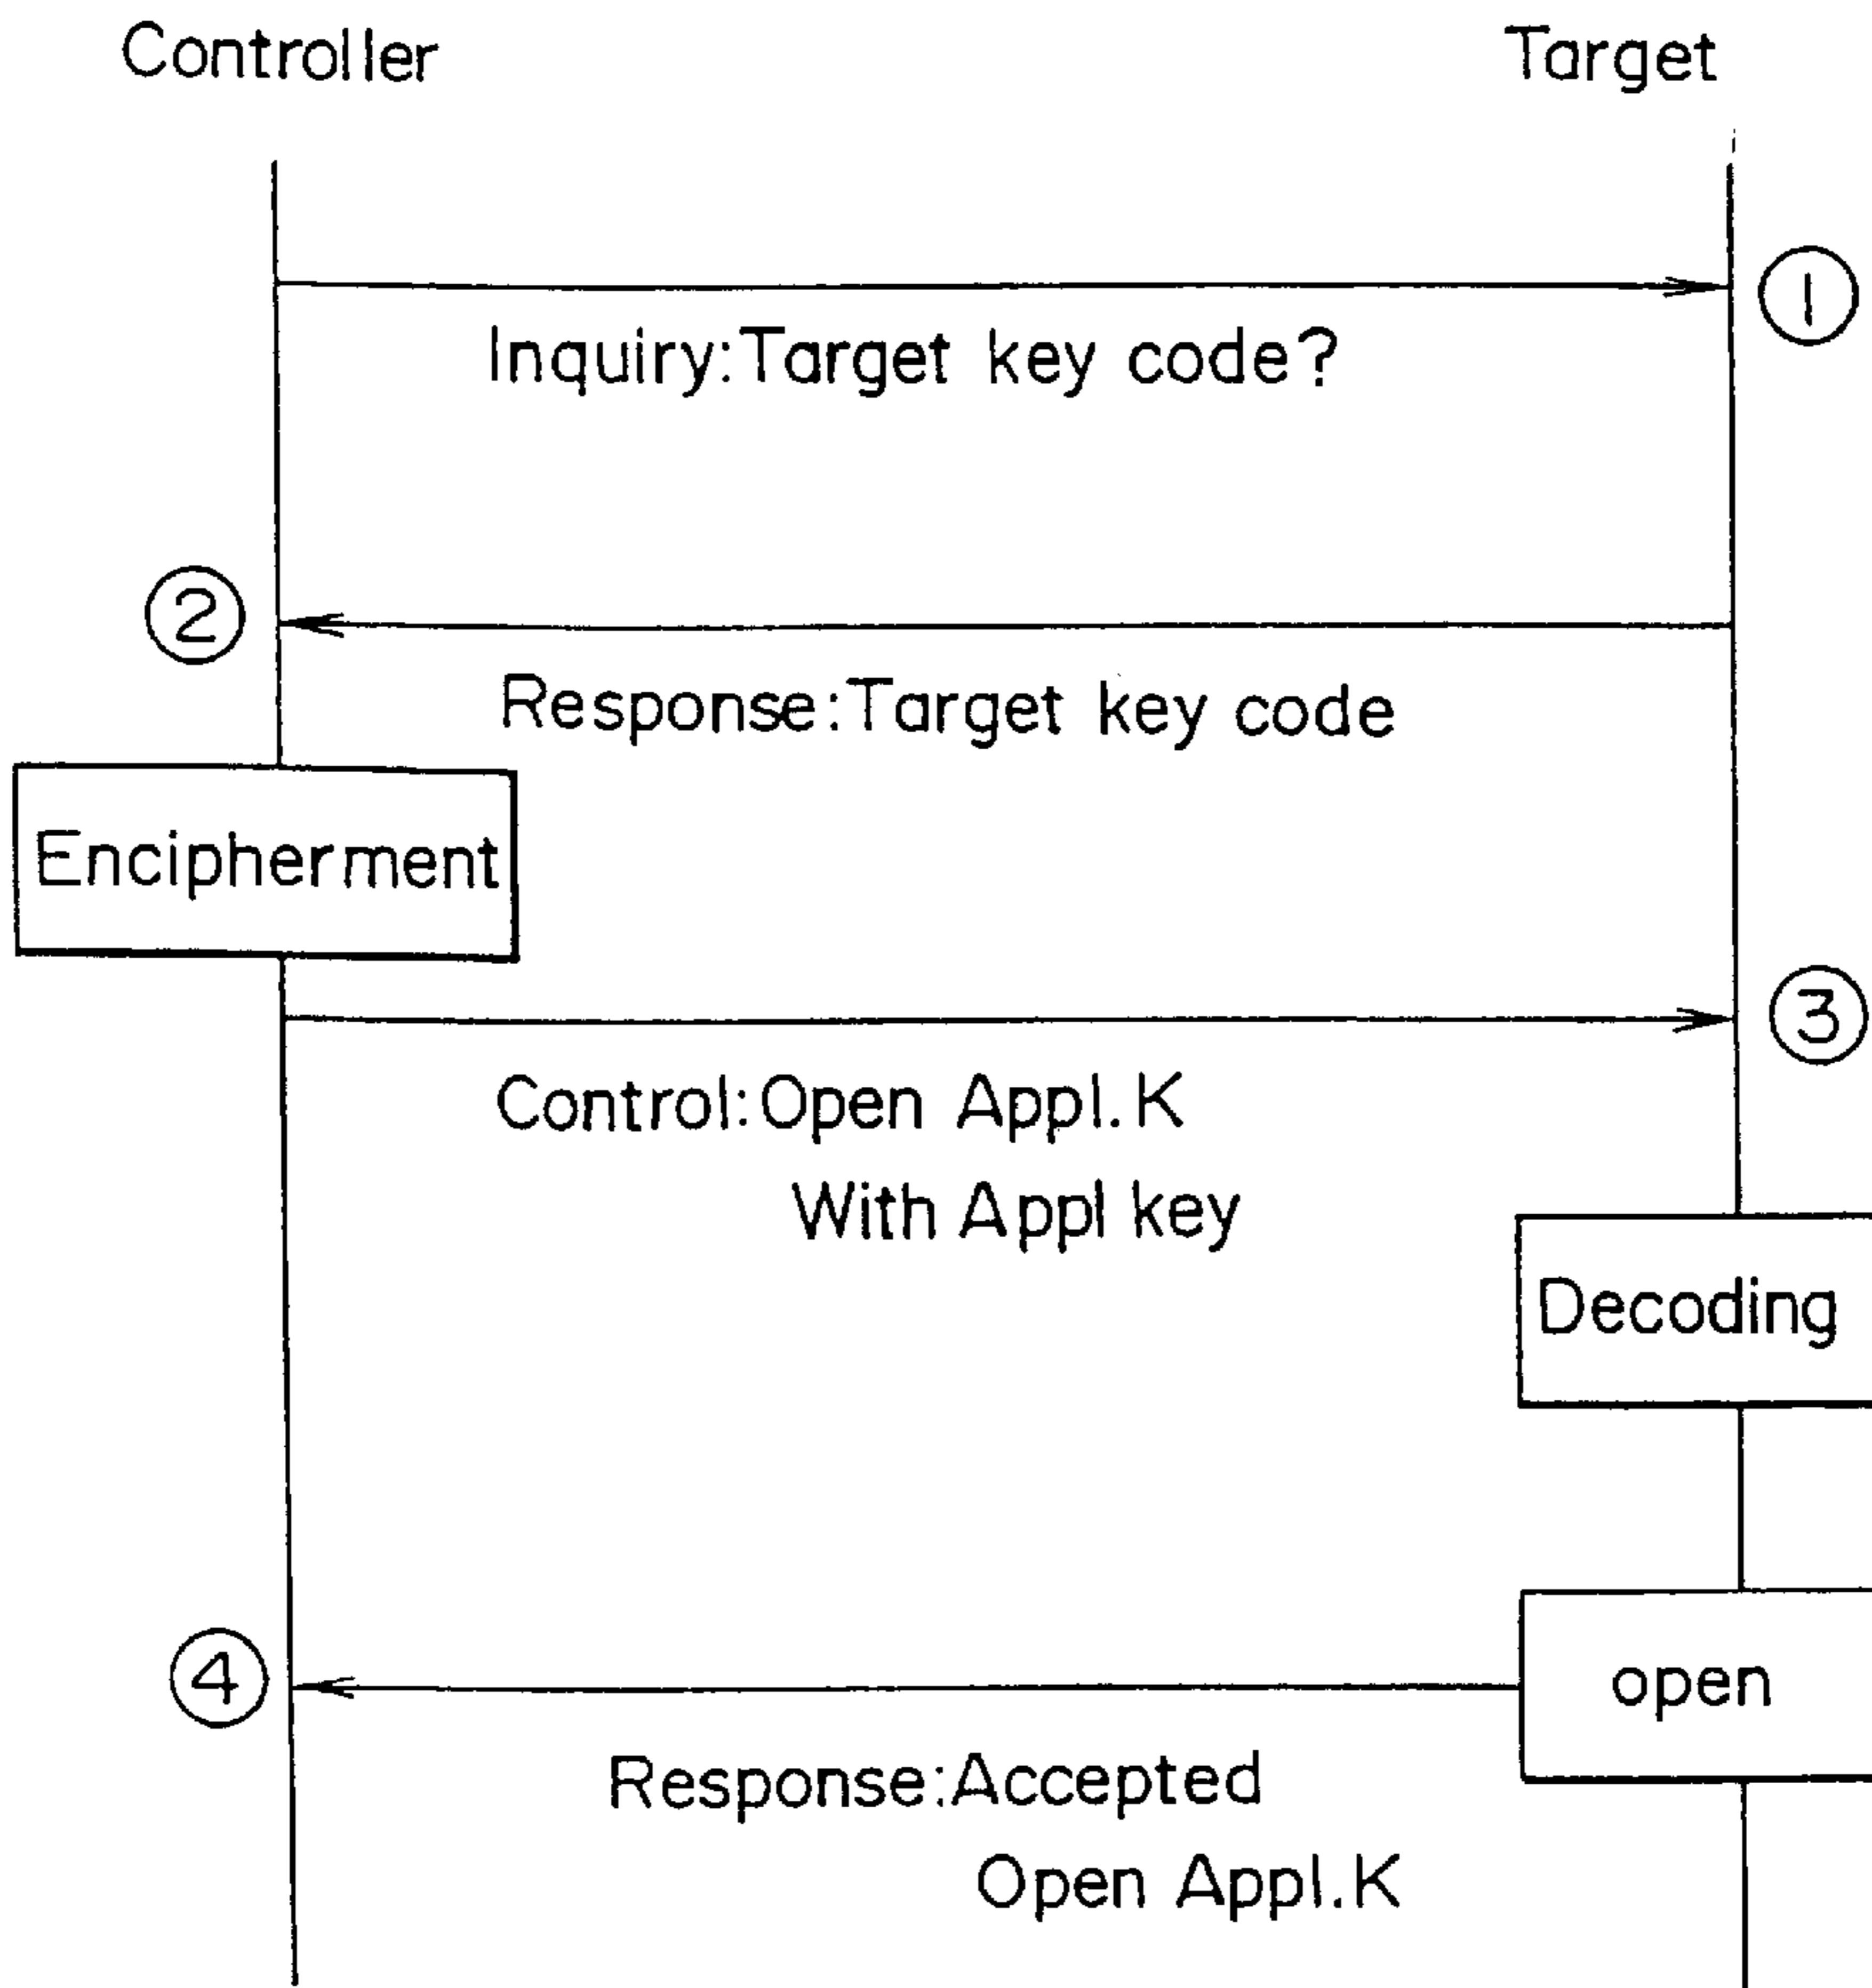 Controller
Target
①
Inquiry:Target key code?
②
Response:Target key code
Encipherment
③
Control:Open Appl.K
With Appl key
Decoding
④
open
Response:Accepted
Open Appl.K